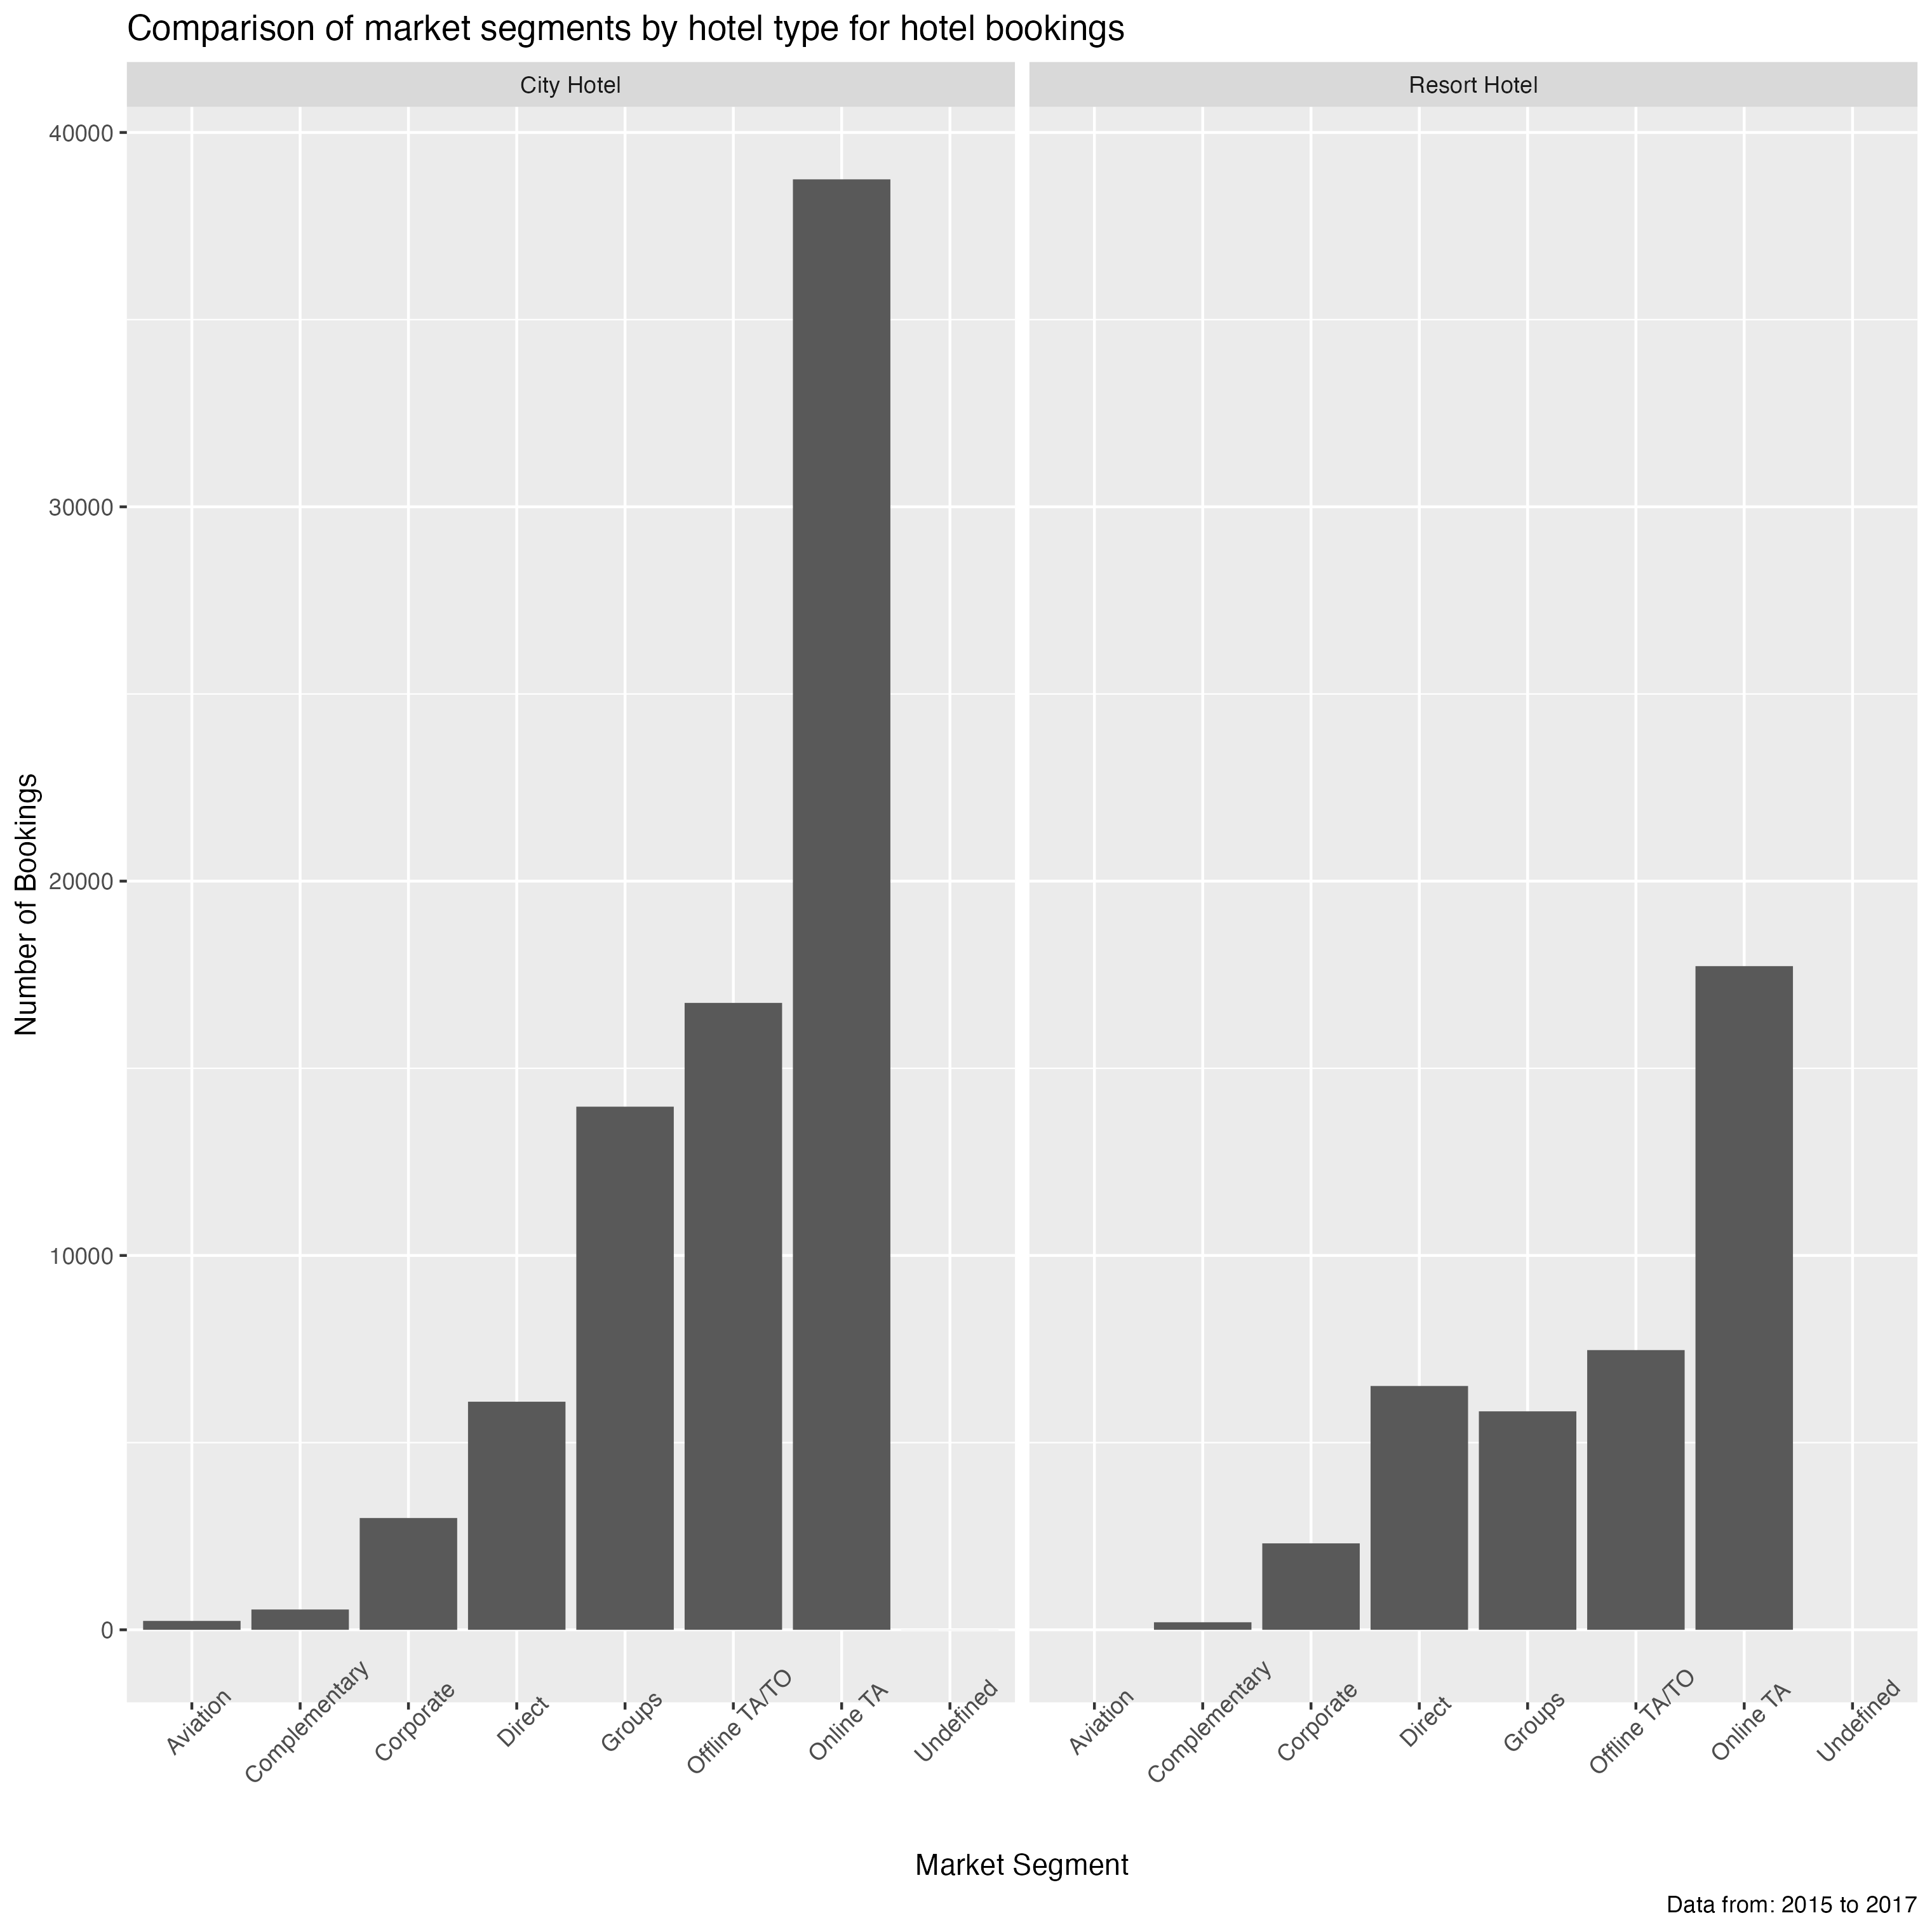 Comparison of market segments by hotel type for hotel bookings
City Hotel
Resort Hotel
40000
30000
20000
10000
0
Number of Bookings
Aviation
Complementary
Corporate
Direct
Groups
Offline TA/TO
Online TA
Undefined
Aviation
Complementary
Corporate
Direct
Groups
Offline TA/TO
Online TA
Undefined
Market Segment
Data from: 2015 to 2017